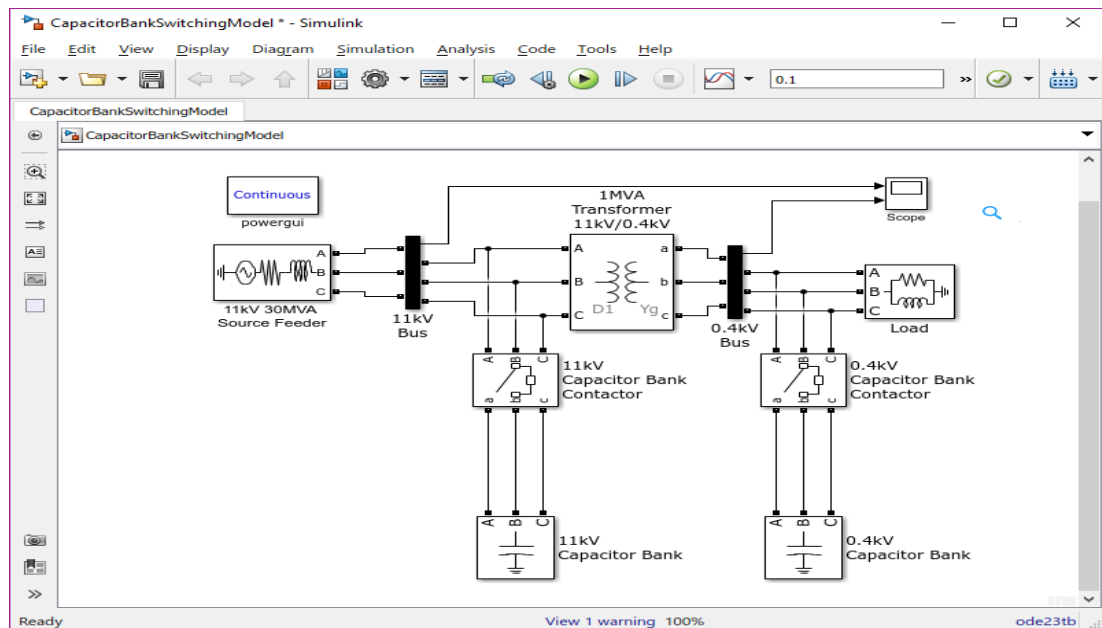 CapacitorBankSwitchingModel * - Simulink
File Edit View Display Diagram Simulation Analysis Code Tools Help
0.1
»
CapacitorBankSwitchingModel
CapacitorBankSwitchingModel
Continuous
powergui
1MVA
Transformer
11kV/0.4kV
Scope
A
B
C
11kV 30MVA
Source Feeder
11kV
Bus
A
B
C
D1 Yg
a
b
c
0.4kV
Bus
A
B
C
Load
A B C
a b c
11kV
Capacitor Bank
Contactor
A B C
a b c
0.4kV
Capacitor Bank
Contactor
A B C
11kV
Capacitor Bank
A B C
0.4kV
Capacitor Bank
A
»
Ready
View 1 warning 100%
ode23tb